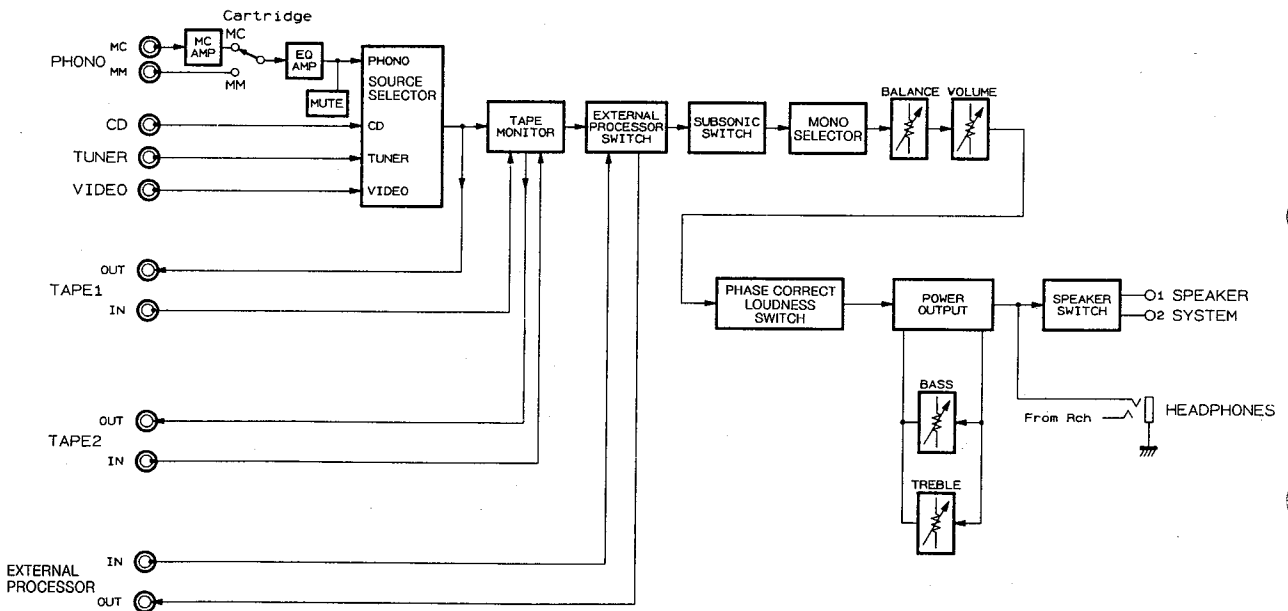 Cartridge
MC
PHONO
MC
MC AMP
EQ AMP
PHONO
SOURCE SELECTOR
MM
MM
MUTE
BALANCE
VOLUME
CD
CD
TAPE MONITOR
EXTERNAL PROCESSOR SWITCH
SUBSONIC SWITCH
MONO SELECTOR
TUNER
TUNER
VIDEO
VIDEO
OUT
TAPE1
IN
PHASE CORRECT LOUDNESS SWITCH
POWER OUTPUT
SPEAKER SWITCH
1 SPEAKER
2 SYSTEM
BASS
From Rch
HEADPHONES
OUT
TAPE2
IN
TREBLE
IN
EXTERNAL PROCESSOR
OUT